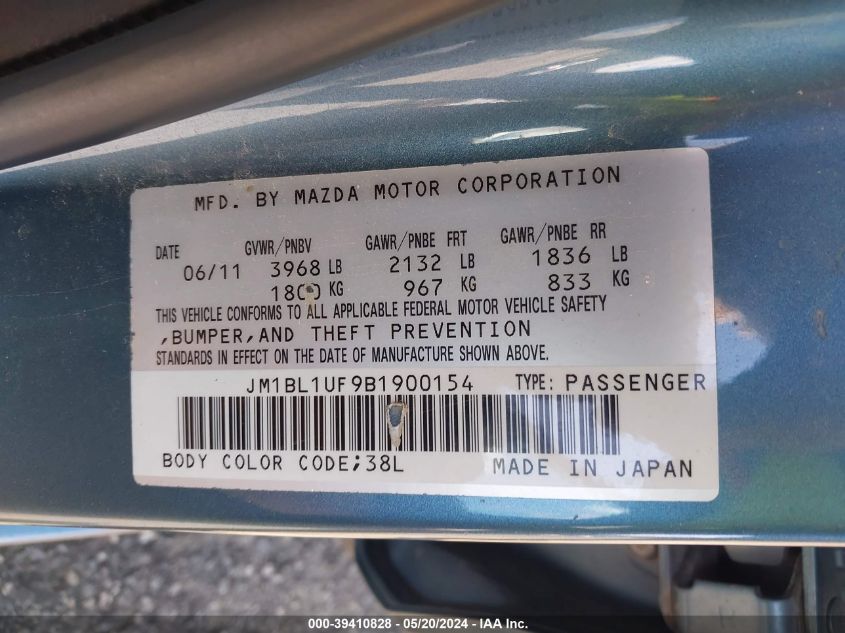 MFD. BY MAZDA MOTOR CORPORATION
DATE GVWR/PNBV GAWR/PNBE FRT GAWR/PNBE RR
06/11 3968 LB 2132 LB 1836 LB
1800 KG 967 KG 833 KG
THIS VEHICLE CONFORMS TO ALL APPLICABLE FEDERAL MOTOR VEHICLE SAFETY
,BUMPER,AND THEFT PREVENTION
STANDARDS IN EFFECT ON THE DATE OF MANUFACTURE SHOWN ABOVE.
JM1BL1UF9B1900154 TYPE: PASSENGER
BODY COLOR CODE;38L MADE IN JAPAN
000-39410828 - 05/20/2024 - IAA Inc.